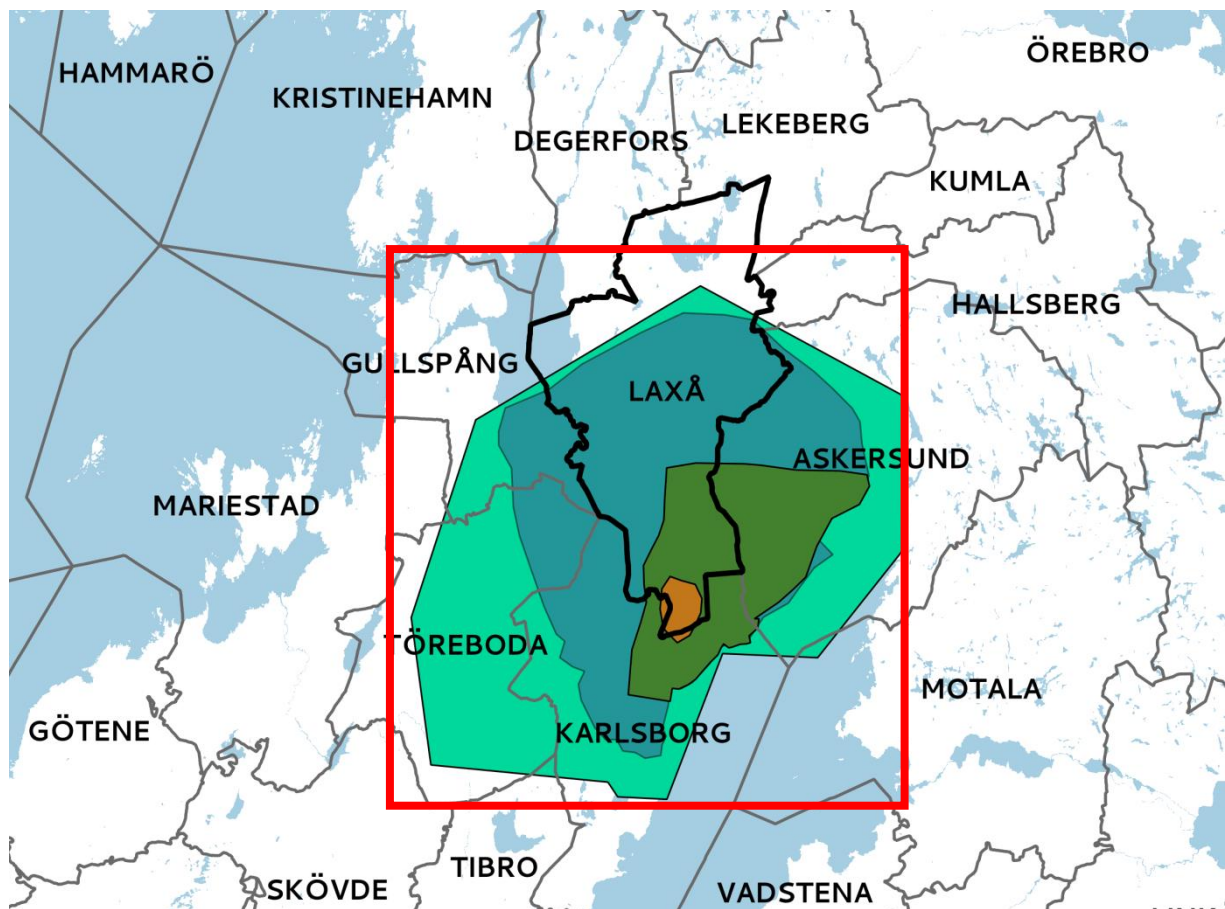 ÖREBRO
HAMMARÖ
KRISTINEHAMN
LEKEBERG
DEGERFORS
KUMLA
HALLSBERG
GULLSPÅNG
LAXÅ
ASKERSUND
MARIESTAD
TÖREBODA
MOTALA
GÖTENE
KARLSBORG
TIBRO
SKÖVDE
VADSTENA